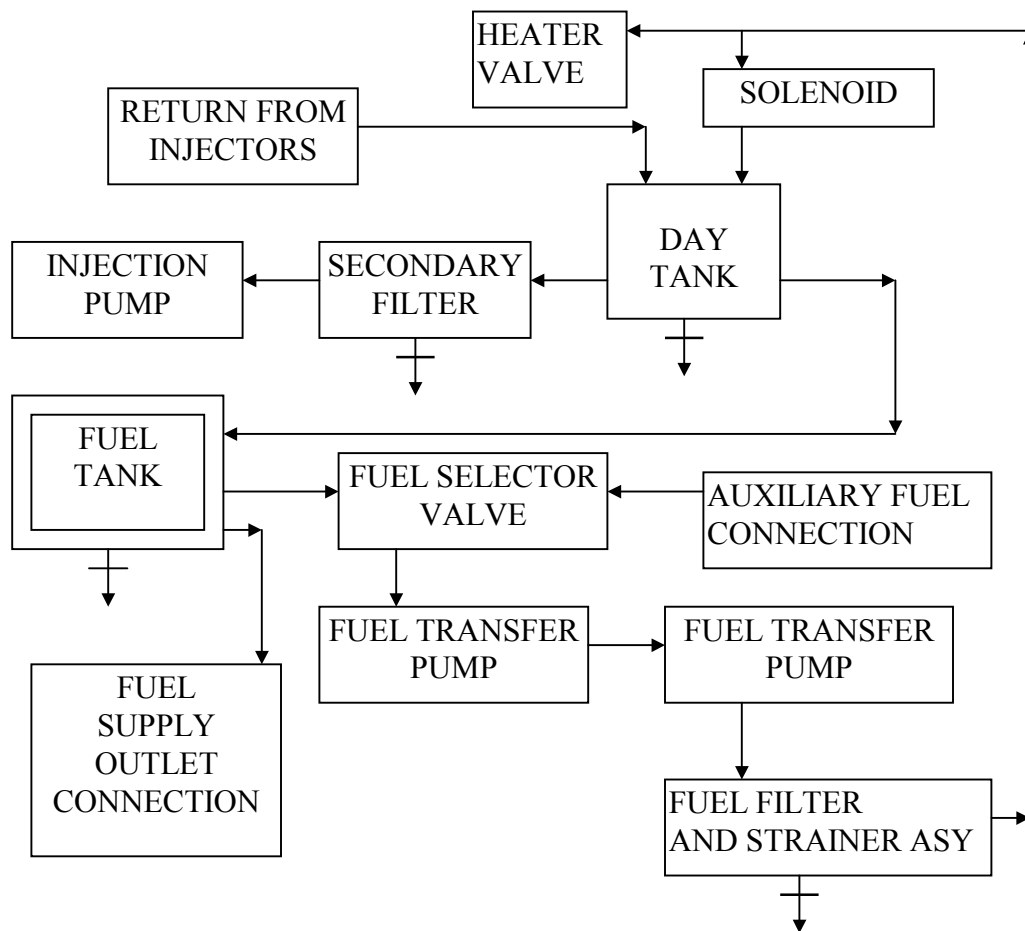 HEATER
VALVE
SOLENOID
RETURN FROM
INJECTORS
DAY
TANK
INJECTION
PUMP
SECONDARY
FILTER
FUEL
TANK
FUEL SELECTOR
VALVE
AUXILIARY FUEL
CONNECTION
FUEL TRANSFER
PUMP
FUEL TRANSFER
PUMP
FUEL
SUPPLY
OUTLET
CONNECTION
FUEL FILTER
AND STRAINER ASY